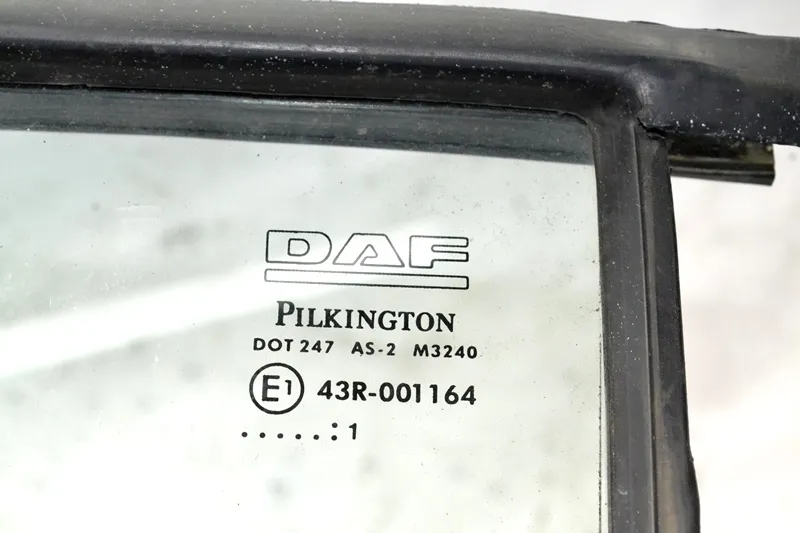 DAF
PILKINGTON
DOT 247 AS-2 M3240
E1 43R-001164
.....:1